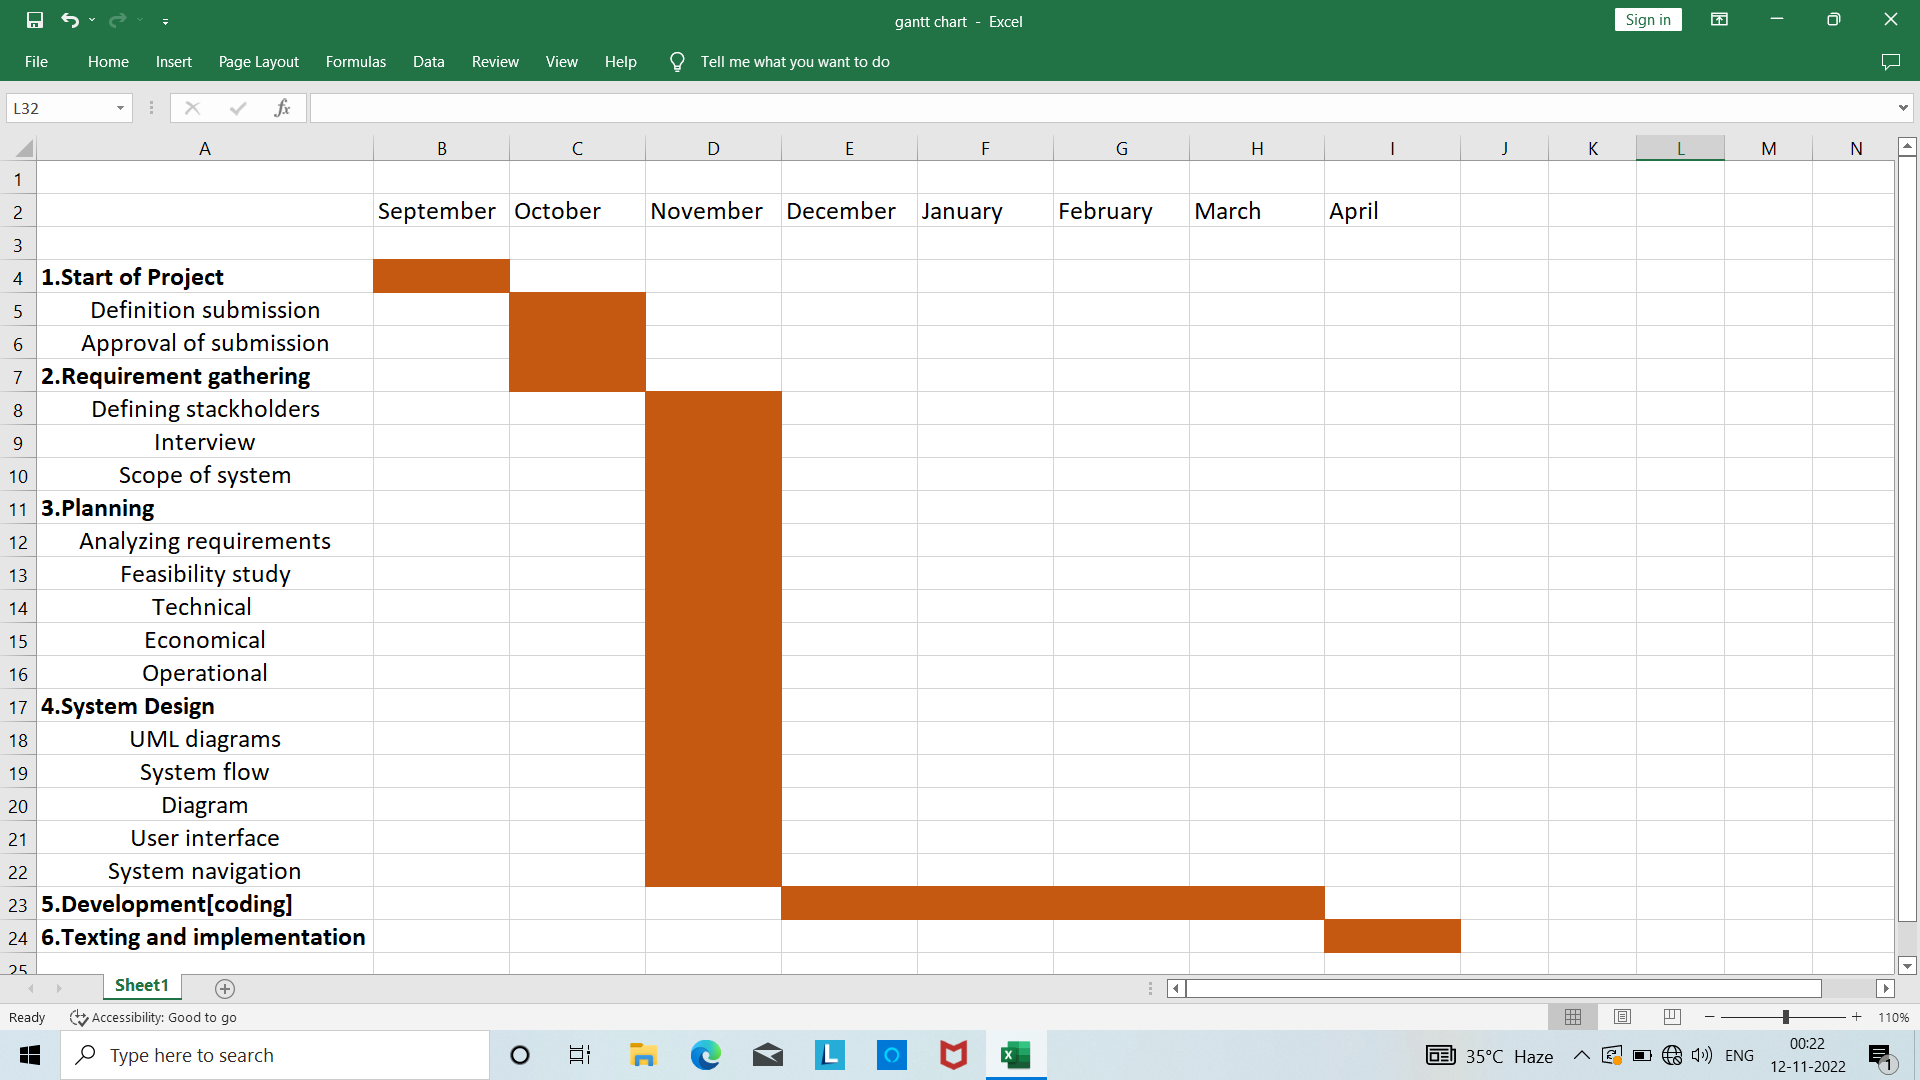 gantt chart - Excel
Sign in
File Home Insert Page Layout Formulas Data Review View Help Tell me what you want to do
L32 fx
A B C D E F G H I J K L M N
1
2 September October November December January February March April
3
4 1.Start of Project
5 Definition submission
6 Approval of submission
7 2.Requirement gathering
8 Defining stackholders
9 Interview
10 Scope of system
11 3.Planning
12 Analyzing requirements
13 Feasibility study
14 Technical
15 Economical
16 Operational
17 4.System Design
18 UML diagrams
19 System flow
20 Diagram
21 User interface
22 System navigation
23 5.Development[coding]
24 6.Texting and implementation
25
Sheet1
Ready Accessibility: Good to go 110%
Type here to search L 35°C Haze ENG 00:22
12-11-2022 1